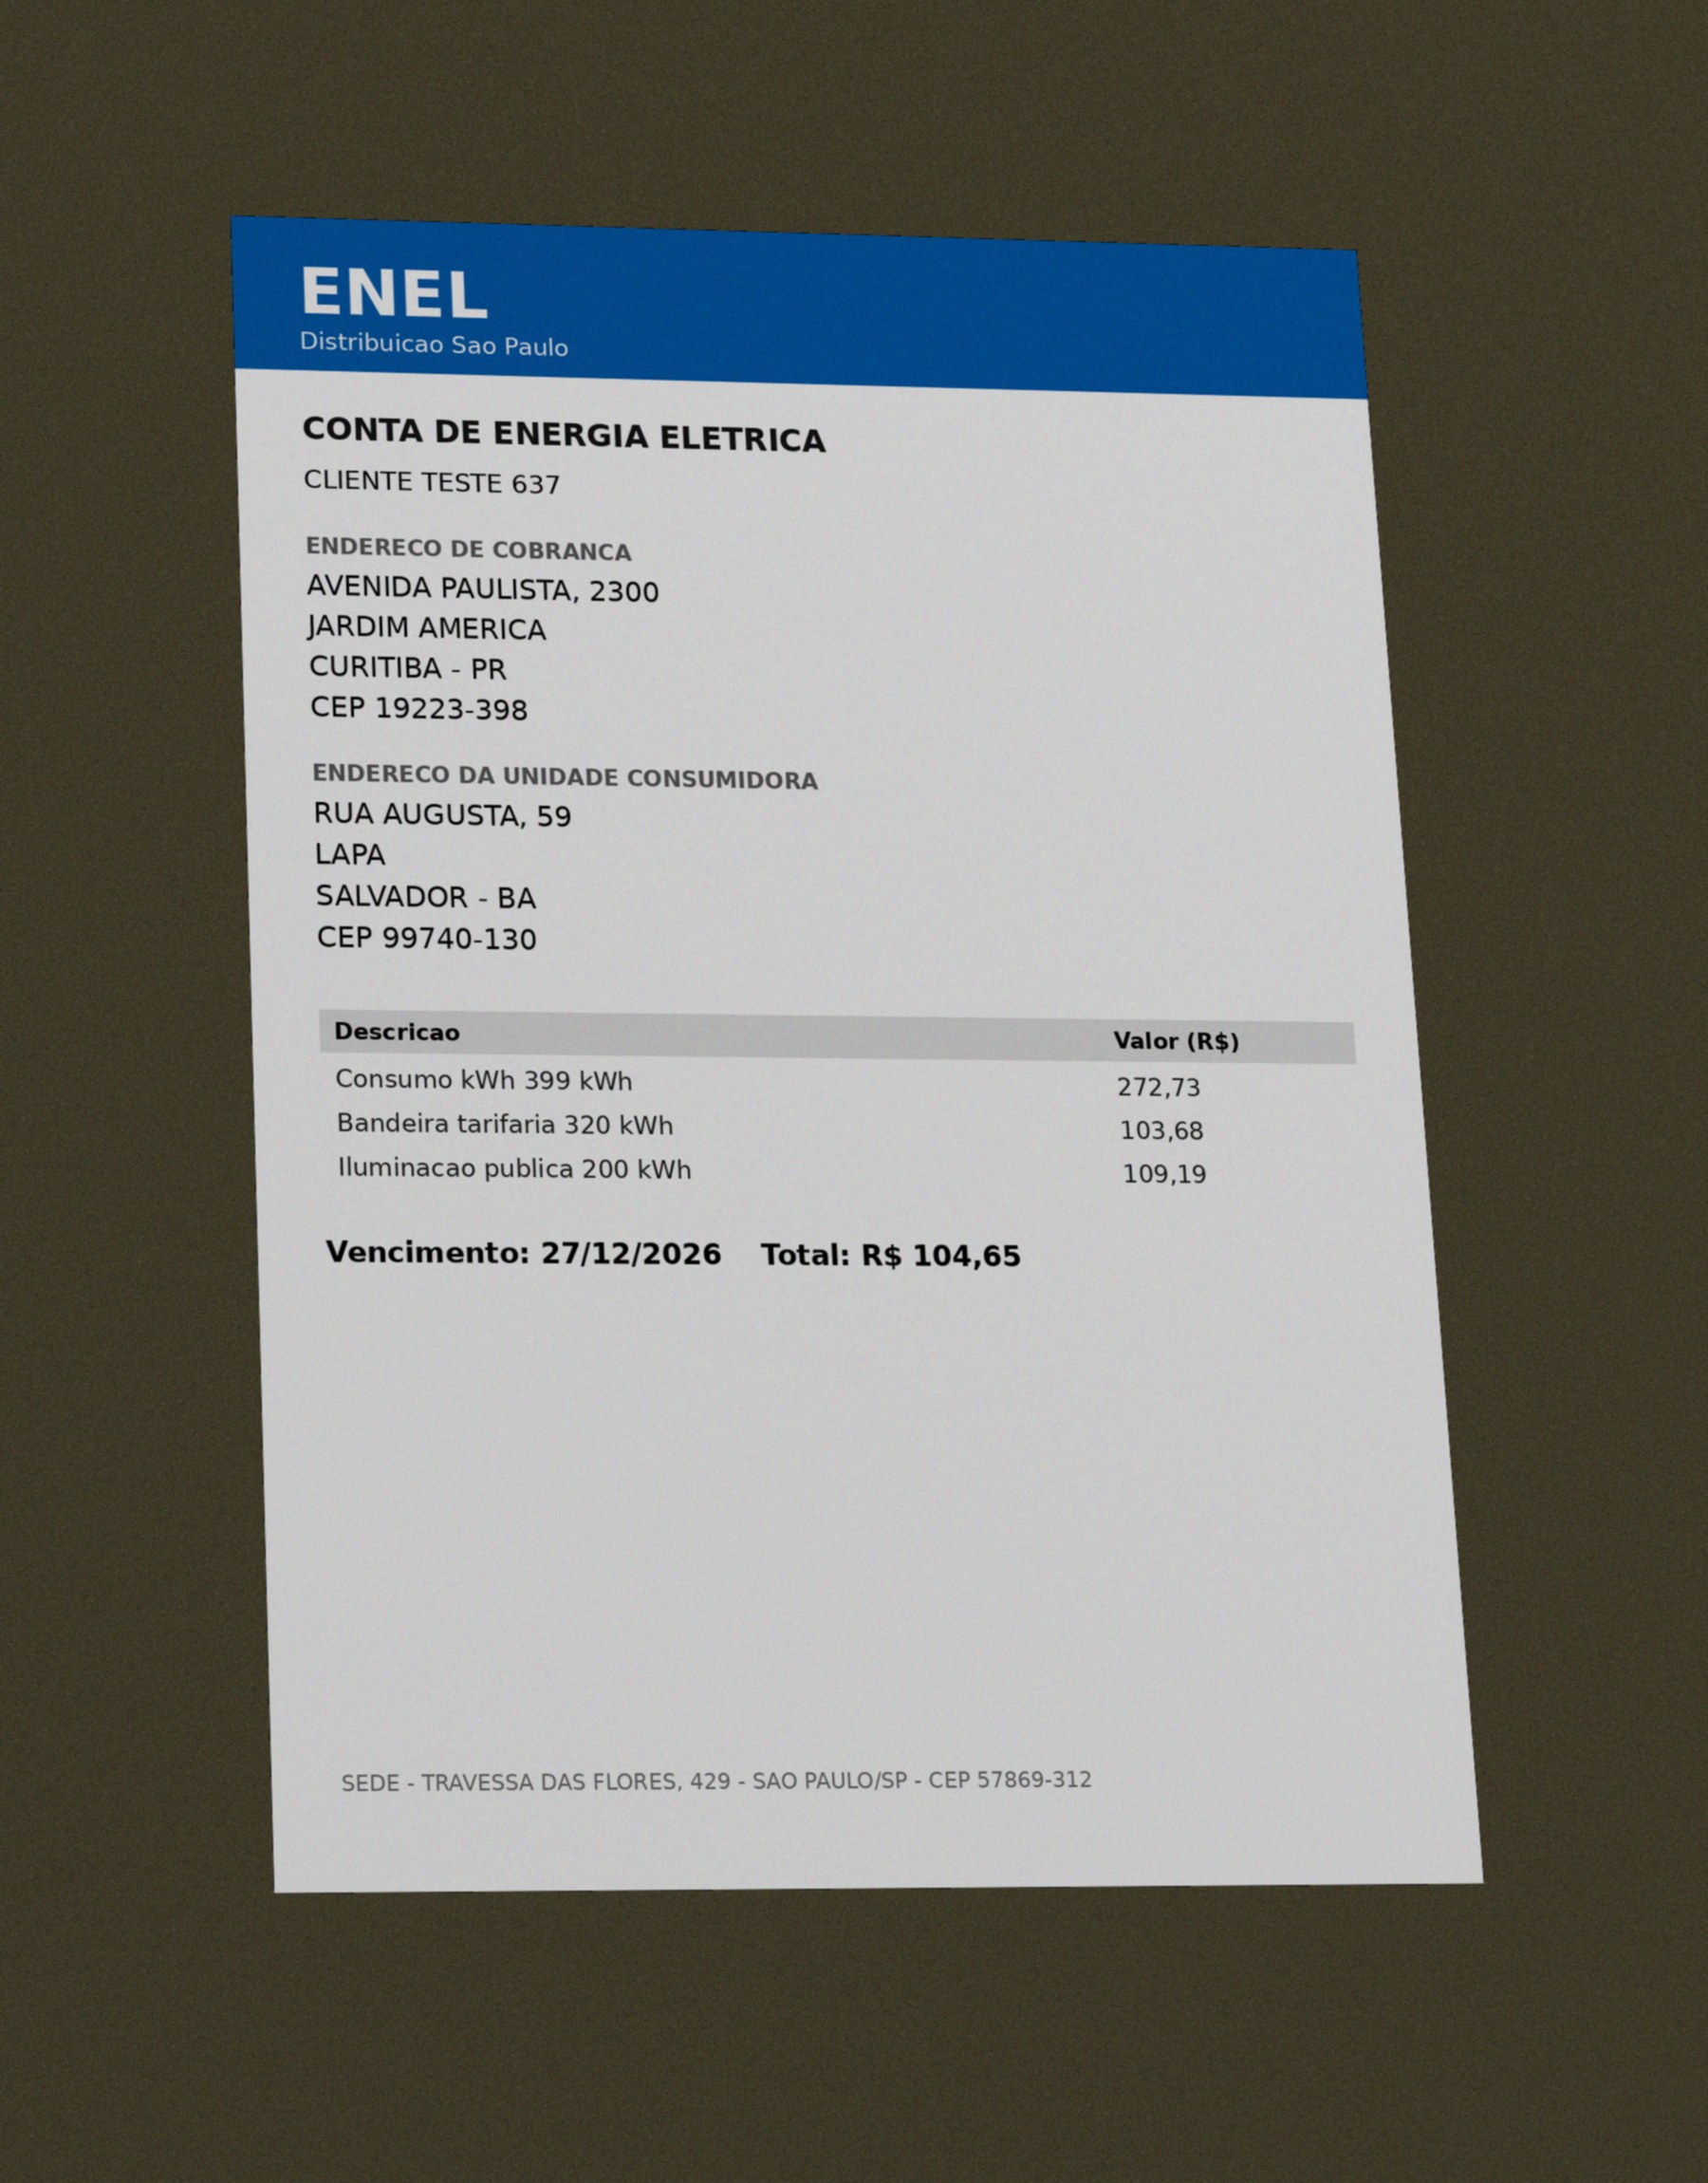 ENEL
Distribuicao Sao Paulo
CONTA DE ENERGIA ELETRICA
CLIENTE TESTE 637
ENDERECO DE COBRANCA
AVENIDA PAULISTA, 2300
JARDIM AMERICA
CURITIBA - PR
CEP 19223-398
ENDERECO DA UNIDADE CONSUMIDORA
RUA AUGUSTA, 59
LAPA
SALVADOR - BA
CEP 99740-130
Descricao Valor (R$)
Consumo kWh 399 kWh 272,73
Bandeira tarifaria 320 kWh 103,68
Iluminacao publica 200 kWh 109,19
Vencimento: 27/12/2026 Total: R$ 104,65
SEDE - TRAVESSA DAS FLORES, 429 - SAO PAULO/SP - CEP 57869-312